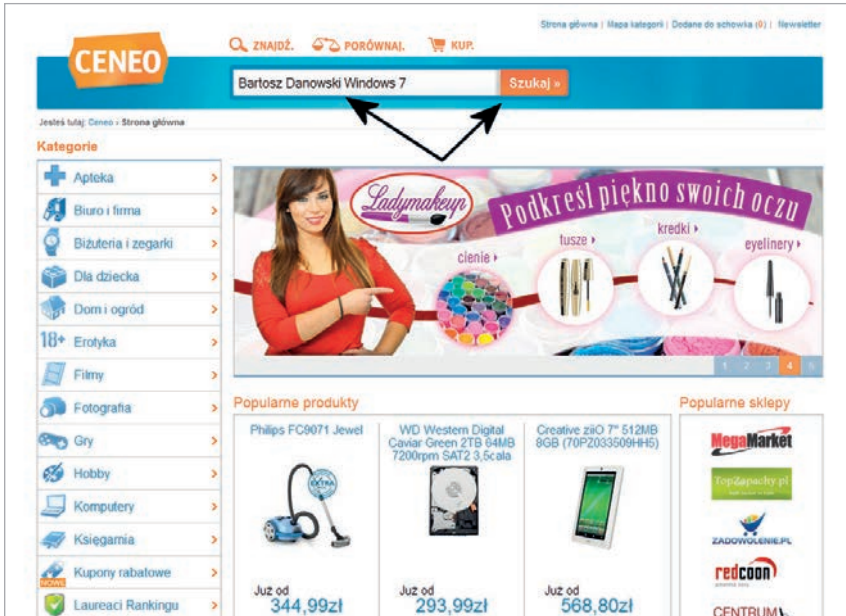 Strona główna | Mapa kategorii | Dodane do schowka (0) | Newsletter
CENEO
ZNAJDŹ. PORÓWNAJ. KUP.
Bartosz Danowski Windows 7
Szukaj »
Jesteś tutaj: Ceneo › Strona główna
Kategorie
Apteka
Biuro i firma
Biżuteria i zegarki
Dla dziecka
Dom i ogród
18+ Erotyka
Filmy
Fotografia
Gry
Hobby
Komputery
Księgarnia
Kupony rabatowe
NOWE
Laureaci Rankingu
Ladymakeup
Podkreśl piękno swoich oczu
cienie
tusze
kredki
eyelinery
1 2 3 4 5
Popularne produkty
Philips FC9071 Jewel
EXTRA
Już od
344,99zł
WD Western Digital
Caviar Green 2TB 64MB
7200rpm SATA2 3,5cala
Już od
293,99zł
Creative ziiO 7" 512MB
8GB (70PZ033509HH5)
Już od
568,80zł
Popularne sklepy
MegaMarket
TopZapachy.pl
ZADOWOLENIE.PL
redcoon
CENTRUM